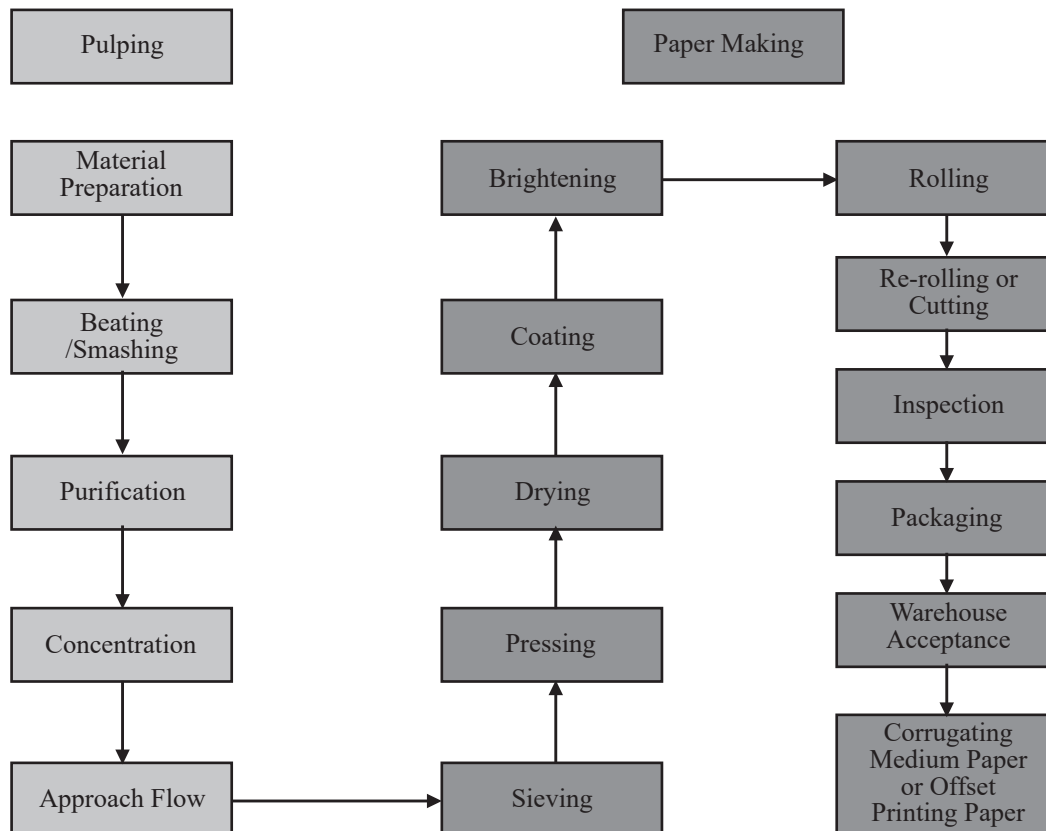 Pulping
Paper Making
Material
Preparation
Beating
/Smashing
Purification
Concentration
Approach Flow
Sieving
Pressing
Drying
Coating
Brightening
Rolling
Re-rolling or
Cutting
Inspection
Packaging
Warehouse
Acceptance
Corrugating
Medium Paper
or Offset
Printing Paper